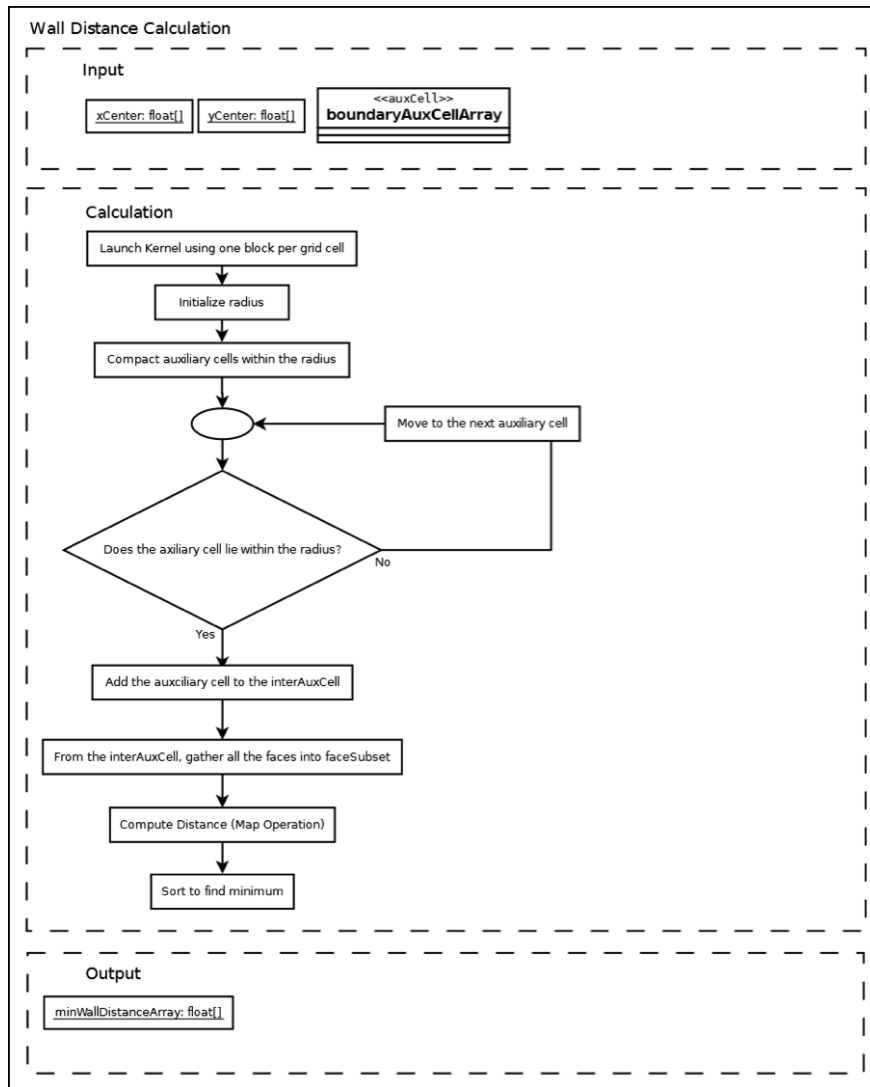 Wall Distance Calculation
Input
xCenter: float[]
yCenter: float[]
<<auxCell>>
boundaryAuxCellArray
Calculation
Launch Kernel using one block per grid cell
Initialize radius
Compact auxiliary cells within the radius
Move to the next auxiliary cell
Does the axiliary cell lie within the radius?
No
Yes
Add the auxciliary cell to the interAuxCell
From the interAuxCell, gather all the faces into faceSubset
Compute Distance (Map Operation)
Sort to find minimum
Output
minWallDistanceArray: float[]